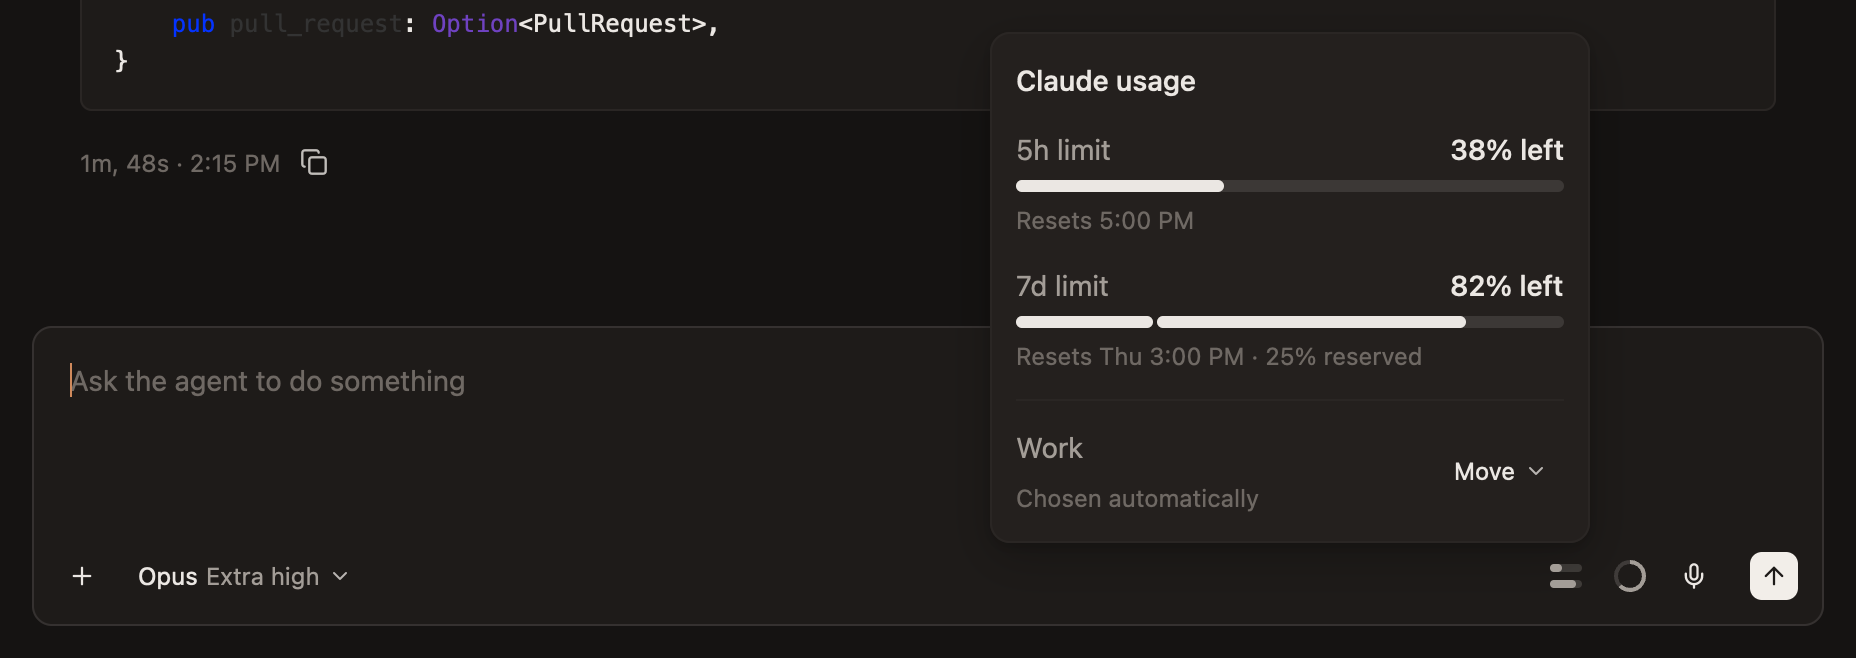 pub pull_request: Option<PullRequest>,
}
1m, 48s · 2:15 PM
Claude usage
5h limit 38% left
Resets 5:00 PM
7d limit 82% left
Resets Thu 3:00 PM · 25% reserved
Work
Move
Chosen automatically
Ask the agent to do something
Opus Extra high